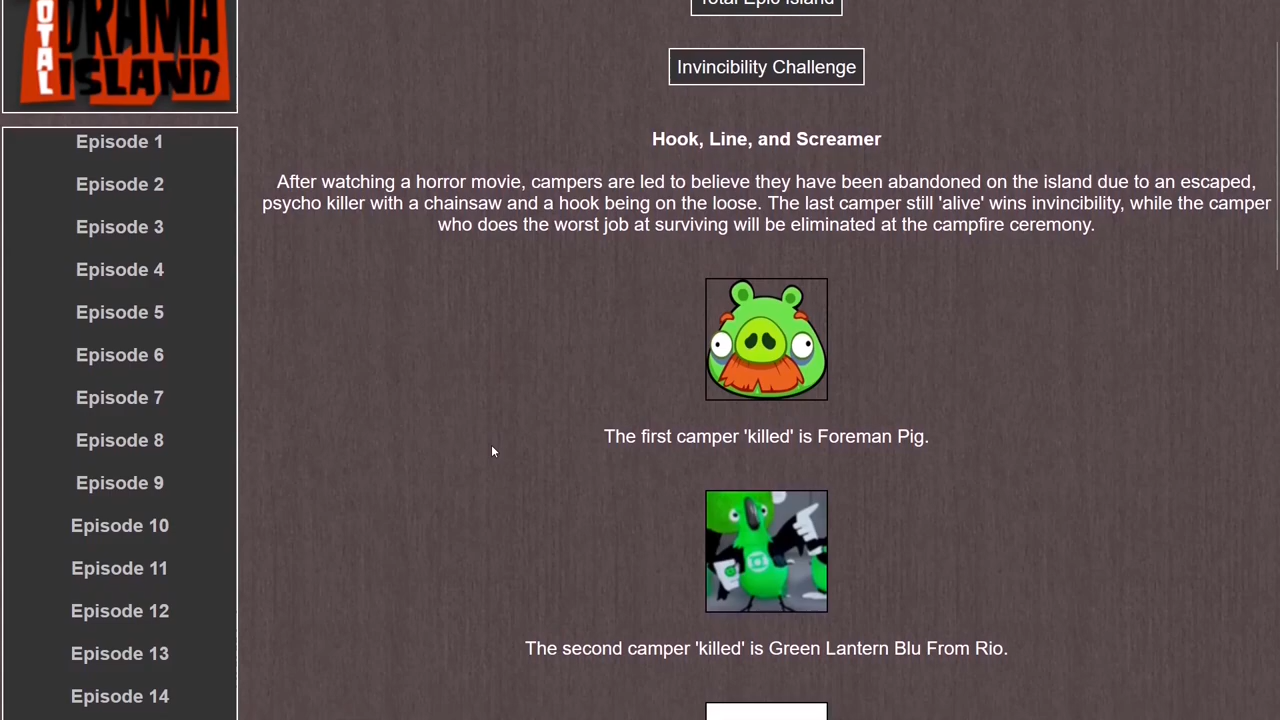 TOTAL
DRAMA
ISLAND
Total Epic Island
Invincibility Challenge
Episode 1
Episode 2
Episode 3
Episode 4
Episode 5
Episode 6
Episode 7
Episode 8
Episode 9
Episode 10
Episode 11
Episode 12
Episode 13
Episode 14
Hook, Line, and Screamer
After watching a horror movie, campers are led to believe they have been abandoned on the island due to an escaped,
psycho killer with a chainsaw and a hook being on the loose. The last camper still 'alive' wins invincibility, while the camper
who does the worst job at surviving will be eliminated at the campfire ceremony.
The first camper 'killed' is Foreman Pig.
The second camper 'killed' is Green Lantern Blu From Rio.